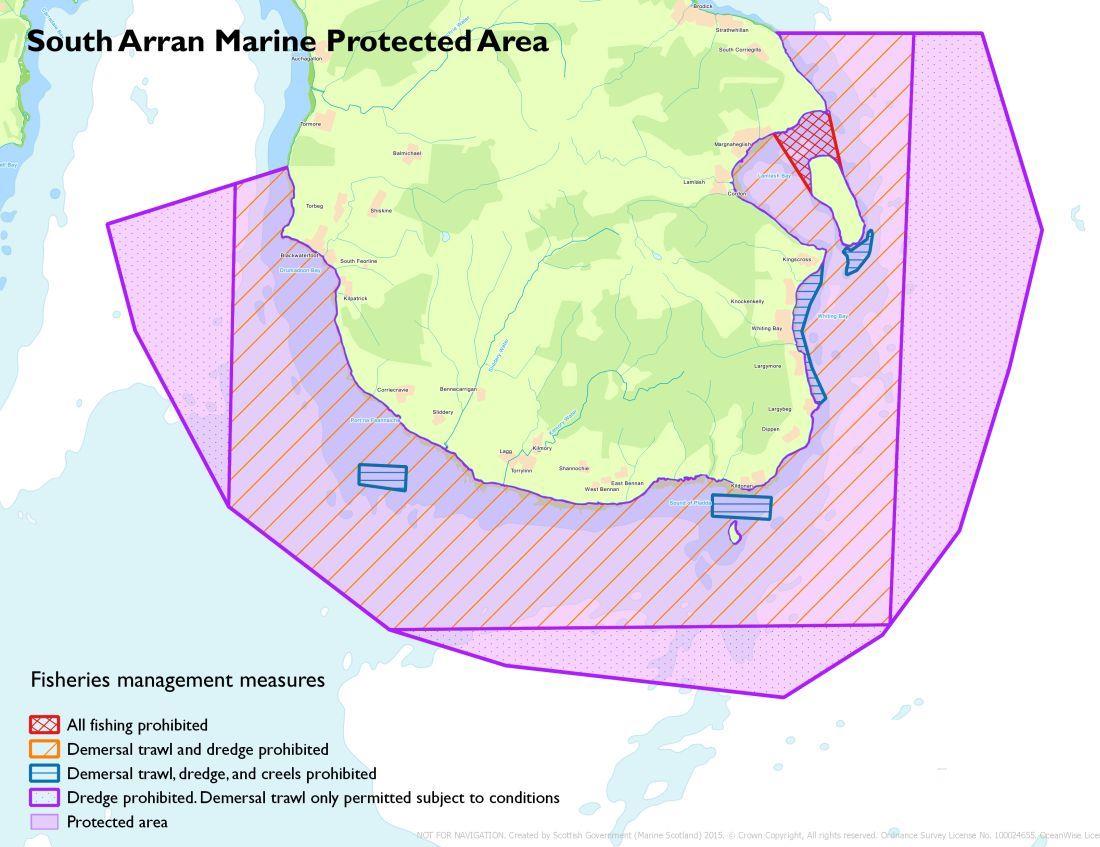 Brodick
Strathwhillan
South Corriegills
South Arran Marine Protected Area
Auchagallon
Tormore
Balmichael
Margnaheglish
Lamlash Bay
Lamlash
Cordon
Torbeg
Shiskine
Blackwaterfoot
South Feorline
Drumadoon Bay
Kingscross
Kilpatrick
Knockenkelly
Whiting Bay
Whiting Bay
Sliddery Water
Largymore
Corriecravie
Bennecarrigan
Sliddery
Largybeg
Port na Feannaiche
Kilmory Water
Dippen
Lagg
Kilmory
Torrylinn
Shannochie
East Bennan
West Bennan
Kildonan
Sound of Pladda
Fisheries management measures
All fishing prohibited
Demersal trawl and dredge prohibited
Demersal trawl, dredge, and creels prohibited
Dredge prohibited. Demersal trawl only permitted subject to conditions
Protected area
NOT FOR NAVIGATION. Created by Scottish Government (Marine Scotland) 2015. © Crown Copyright, All rights reserved. Ordnance Survey License No. 100024655. OceanWise Lice